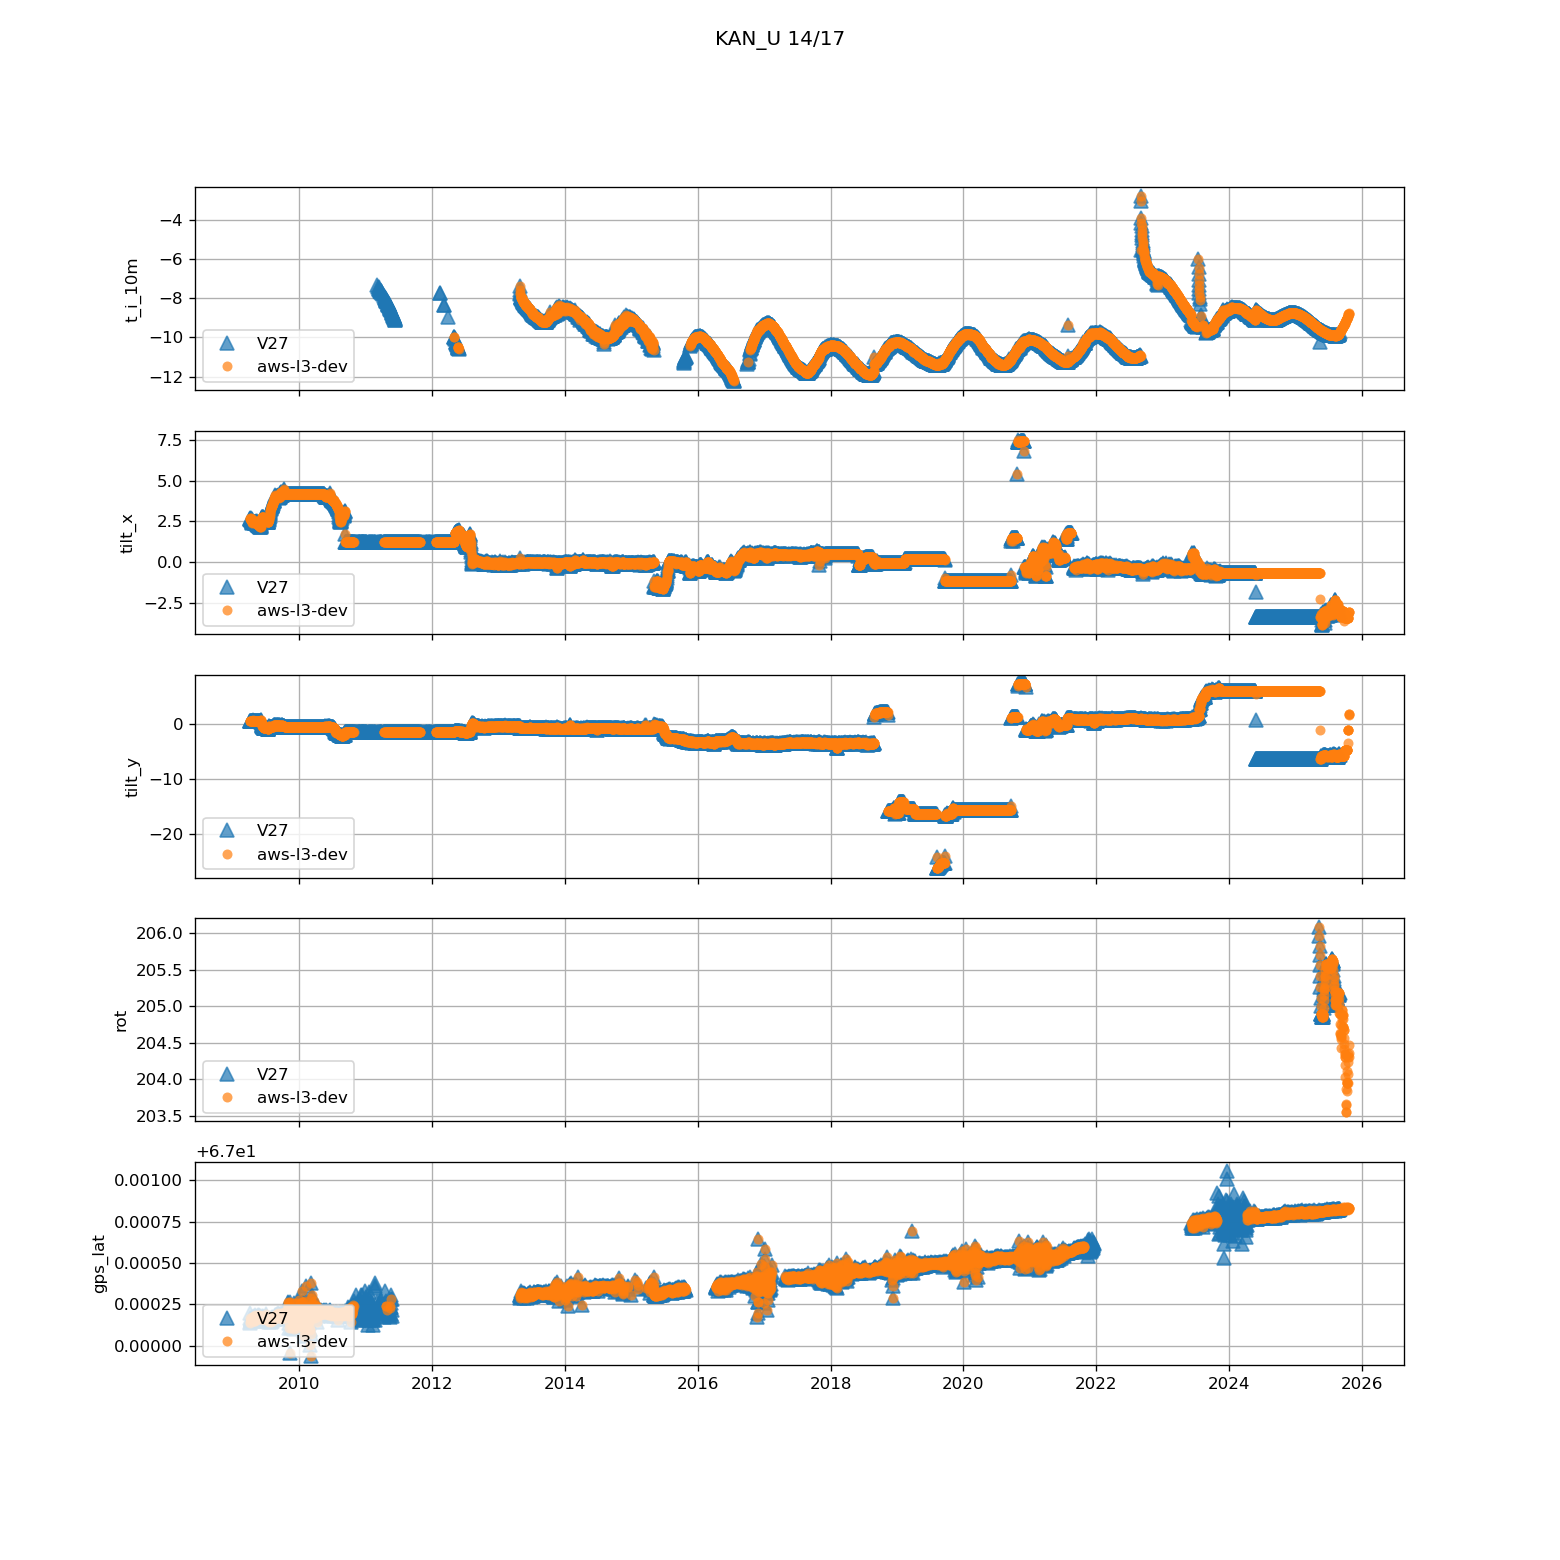 KAN_U 14/17
−4
−6
−8
−10
−12
t_i_10m
V27
aws-l3-dev
7.5
5.0
2.5
0.0
−2.5
tilt_x
V27
aws-l3-dev
0
−10
−20
tilt_y
V27
aws-l3-dev
206.0
205.5
205.0
204.5
204.0
203.5
rot
V27
aws-l3-dev
+6.7e1
0.00100
0.00075
0.00050
0.00025
0.00000
gps_lat
V27
aws-l3-dev
2010 2012 2014 2016 2018 2020 2022 2024 2026